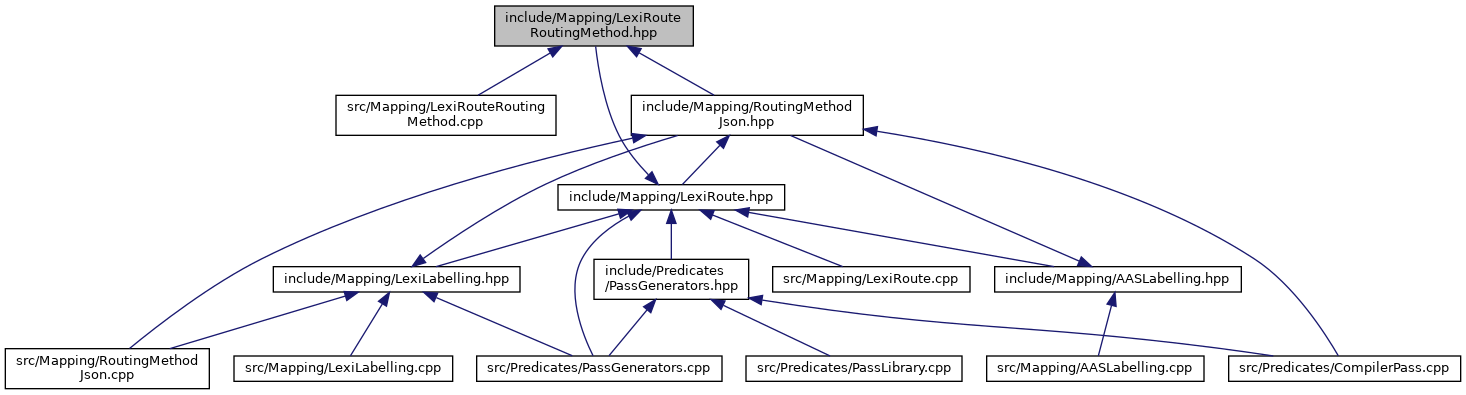 include/Mapping/LexiRoute
RoutingMethod.hpp
src/Mapping/LexiRouteRouting
Method.cpp
include/Mapping/RoutingMethod
Json.hpp
include/Mapping/LexiRoute.hpp
include/Mapping/LexiLabelling.hpp
include/Predicates
/PassGenerators.hpp
src/Mapping/LexiRoute.cpp
include/Mapping/AASLabelling.hpp
src/Mapping/RoutingMethod
Json.cpp
src/Mapping/LexiLabelling.cpp
src/Predicates/PassGenerators.cpp
src/Predicates/PassLibrary.cpp
src/Mapping/AASLabelling.cpp
src/Predicates/CompilerPass.cpp